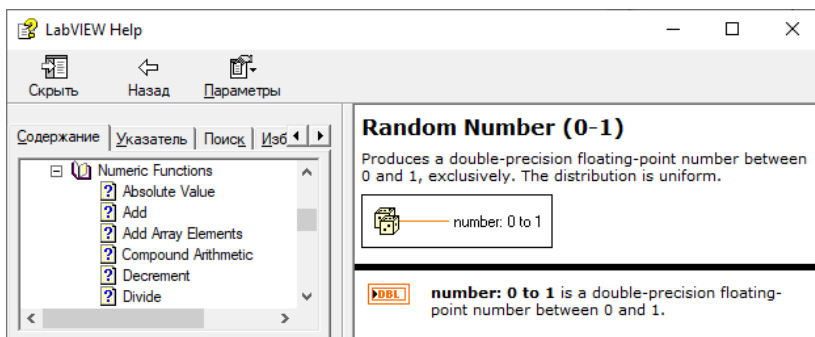 LabVIEW Help
Скрыть Назад Параметры
Содержание Указатель Поиск Изб
Numeric Functions
Absolute Value
Add
Add Array Elements
Compound Arithmetic
Decrement
Divide
Random Number (0-1)
Produces a double-precision floating-point number between
0 and 1, exclusively. The distribution is uniform.
number: 0 to 1
DBL number: 0 to 1 is a double-precision floating-
point number between 0 and 1.